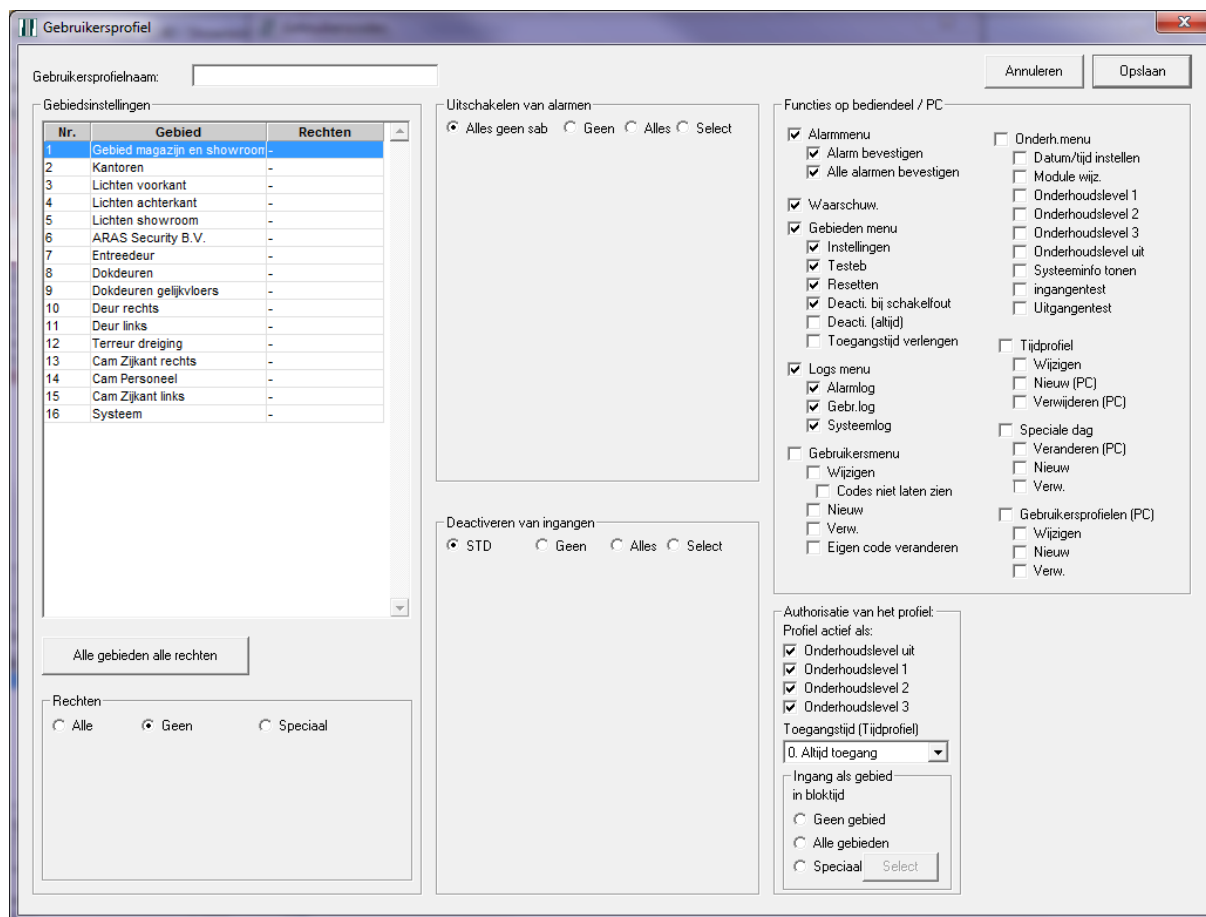 Gebruikersprofiel
Gebruikersprofielnaam:
Annuleren
Opslaan
Gebiedsinstellingen
Nr. Gebied Rechten
1 Gebied magazijn en showroom -
2 Kantoren -
3 Lichten voorkant -
4 Lichten achterkant -
5 Lichten showroom -
6 ARAS Security B.V. -
7 Entreedeur -
8 Dokdeuren -
9 Dokdeuren gelijkvloers -
10 Deur rechts -
11 Deur links -
12 Terreur dreiging -
13 Cam Zijkant rechts -
14 Cam Personeel -
15 Cam Zijkant links -
16 Systeem -
Alle gebieden alle rechten
Rechten
Alle Geen Speciaal
Uitschakelen van alarmen
Alles geen sab Geen Alles Select
Deactiveren van ingangen
STD Geen Alles Select
Functies op bediendeel / PC
Alarmmenu
Alarm bevestigen
Alle alarmen bevestigen
Waarschuw.
Gebieden menu
Instellingen
Testeb
Resetten
Deacti. bij schakelfout
Deacti. (altijd)
Toegangstijd verlengen
Logs menu
Alarmlog
Gebr.log
Systeemlog
Gebruikersmenu
Wijzigen
Codes niet laten zien
Nieuw
Verw.
Eigen code veranderen
Onderh.menu
Datum/tijd instellen
Module wijz.
Onderhoudslevel 1
Onderhoudslevel 2
Onderhoudslevel 3
Onderhoudslevel uit
Systeeminfo tonen
ingangentest
Uitgangentest
Tijdprofiel
Wijzigen
Nieuw (PC)
Verwijderen (PC)
Speciale dag
Veranderen (PC)
Nieuw
Verw.
Gebruikersprofielen (PC)
Wijzigen
Nieuw
Verw.
Authorisatie van het profiel:
Profiel actief als:
Onderhoudslevel uit
Onderhoudslevel 1
Onderhoudslevel 2
Onderhoudslevel 3
Toegangstijd (Tijdprofiel)
0. Altijd toegang
Ingang als gebied
in bloktijd
Geen gebied
Alle gebieden
Speciaal Select